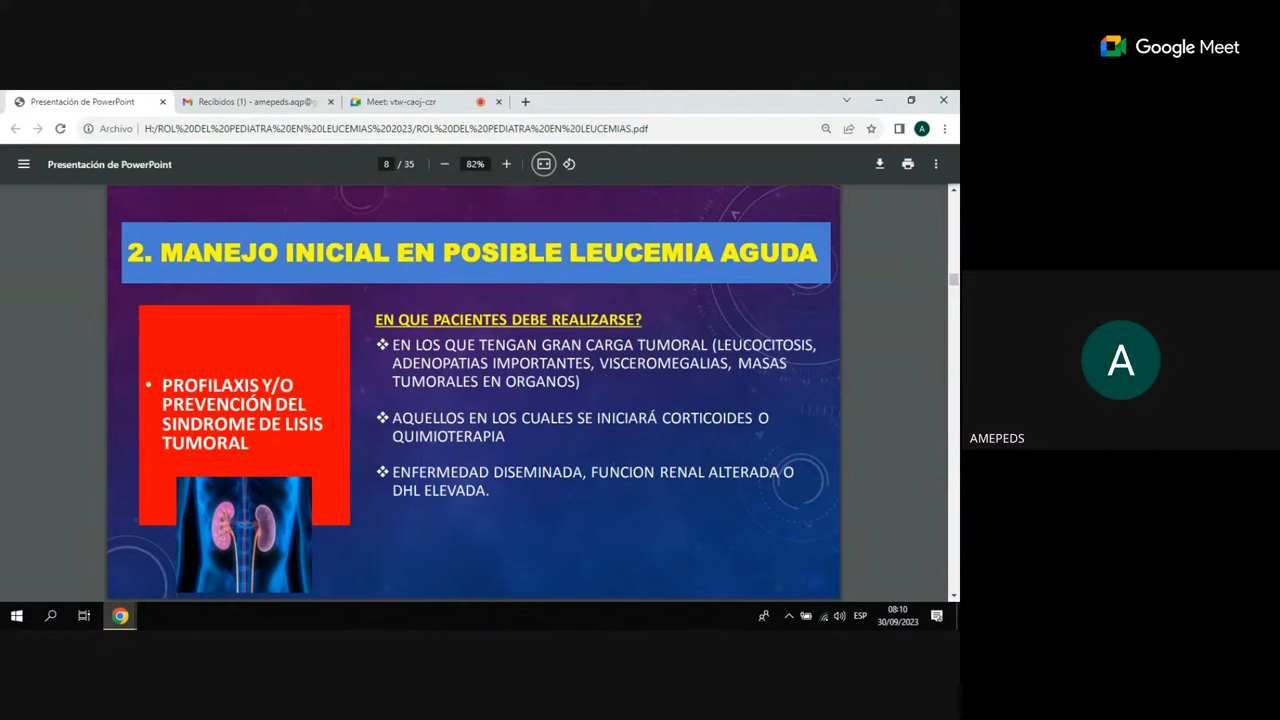 Google Meet
Presentación de PowerPoint
Recibidos (1) - amepeds.aqp@g
Meet: vtw-caoj-czr
Archivo
H:/ROL%20DEL%20PEDIATRA%20EN%20LEUCEMIAS%202023/ROL%20DEL%20PEDIATRA%20EN%20LEUCEMIAS.pdf
A
Presentación de PowerPoint
8 / 35
82%
2. MANEJO INICIAL EN POSIBLE LEUCEMIA AGUDA
• PROFILAXIS Y/O
PREVENCIÓN DEL
SINDROME DE LISIS
TUMORAL
EN QUE PACIENTES DEBE REALIZARSE?
❖ EN LOS QUE TENGAN GRAN CARGA TUMORAL (LEUCOCITOSIS,
ADENOPATIAS IMPORTANTES, VISCEROMEGALIAS, MASAS
TUMORALES EN ORGANOS)
❖ AQUELLOS EN LOS CUALES SE INICIARÁ CORTICOIDES O
QUIMIOTERAPIA
❖ ENFERMEDAD DISEMINADA, FUNCION RENAL ALTERADA O
DHL ELEVADA.
A
AMEPEDS
ESP
08:10
30/09/2023